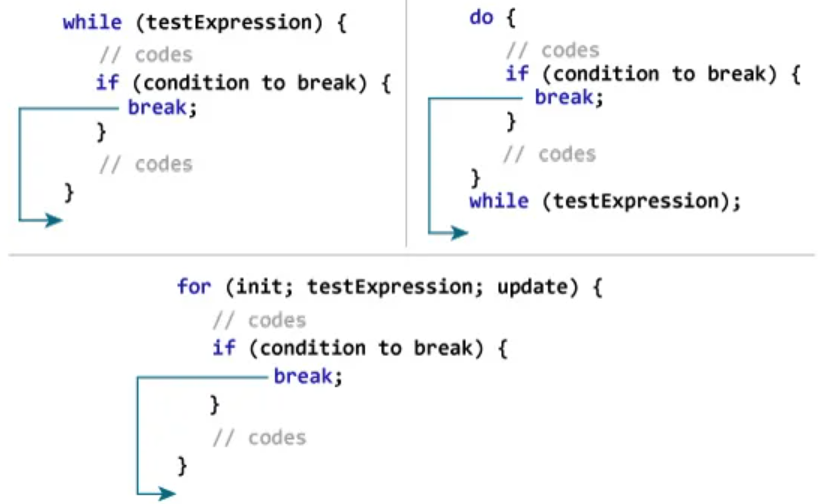 while (testExpression) {
// codes
if (condition to break) {
break;
}
// codes
}
do {
// codes
if (condition to break) {
break;
}
// codes
}
while (testExpression);
for (init; testExpression; update) {
// codes
if (condition to break) {
break;
}
// codes
}